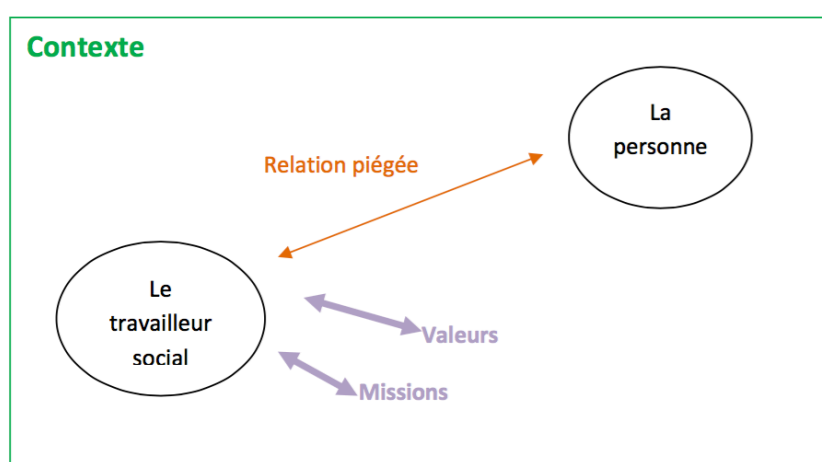 Contexte
La
personne
Relation piégée
Le
travailleur
social
Valeurs
Missions